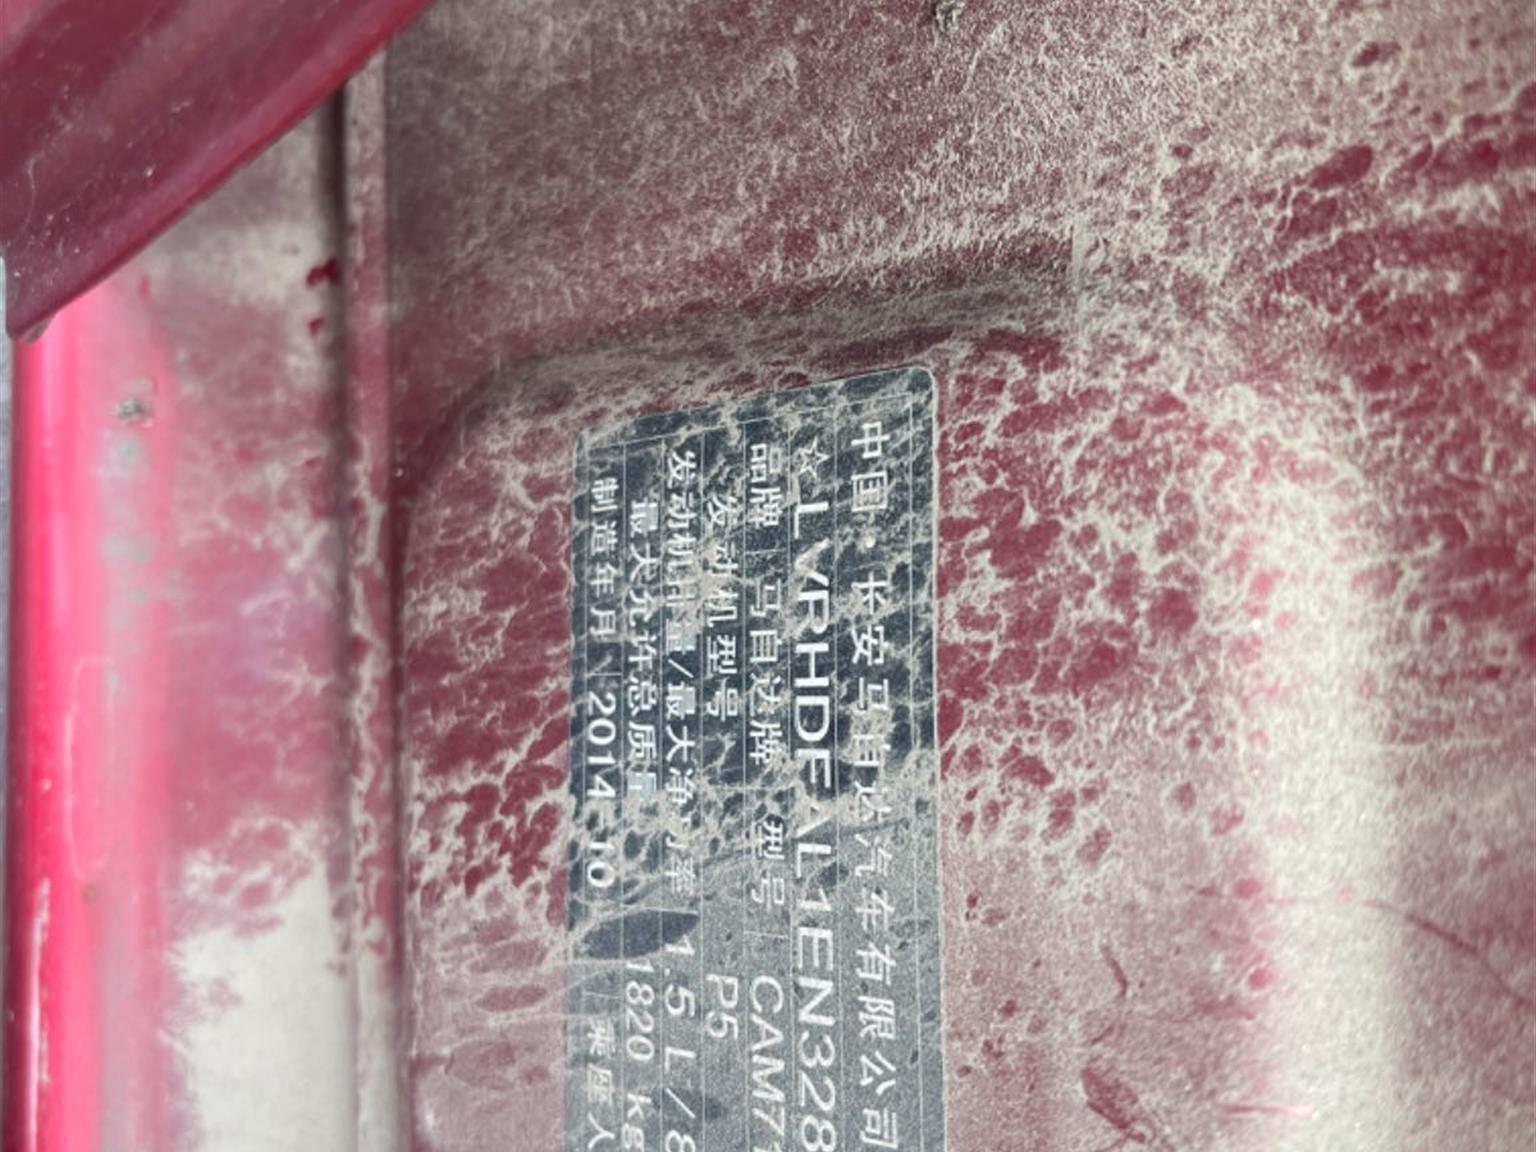 中国·长安马自达汽车有限公司
☆LVRHDFAL1EN328
品牌 马自达牌 型号 CAM71
发动机型号 P5
发动机排量/最大净功率 1.5 L/8
最大允许总质量 1820 kg
制造年月 2014 10 乘座人